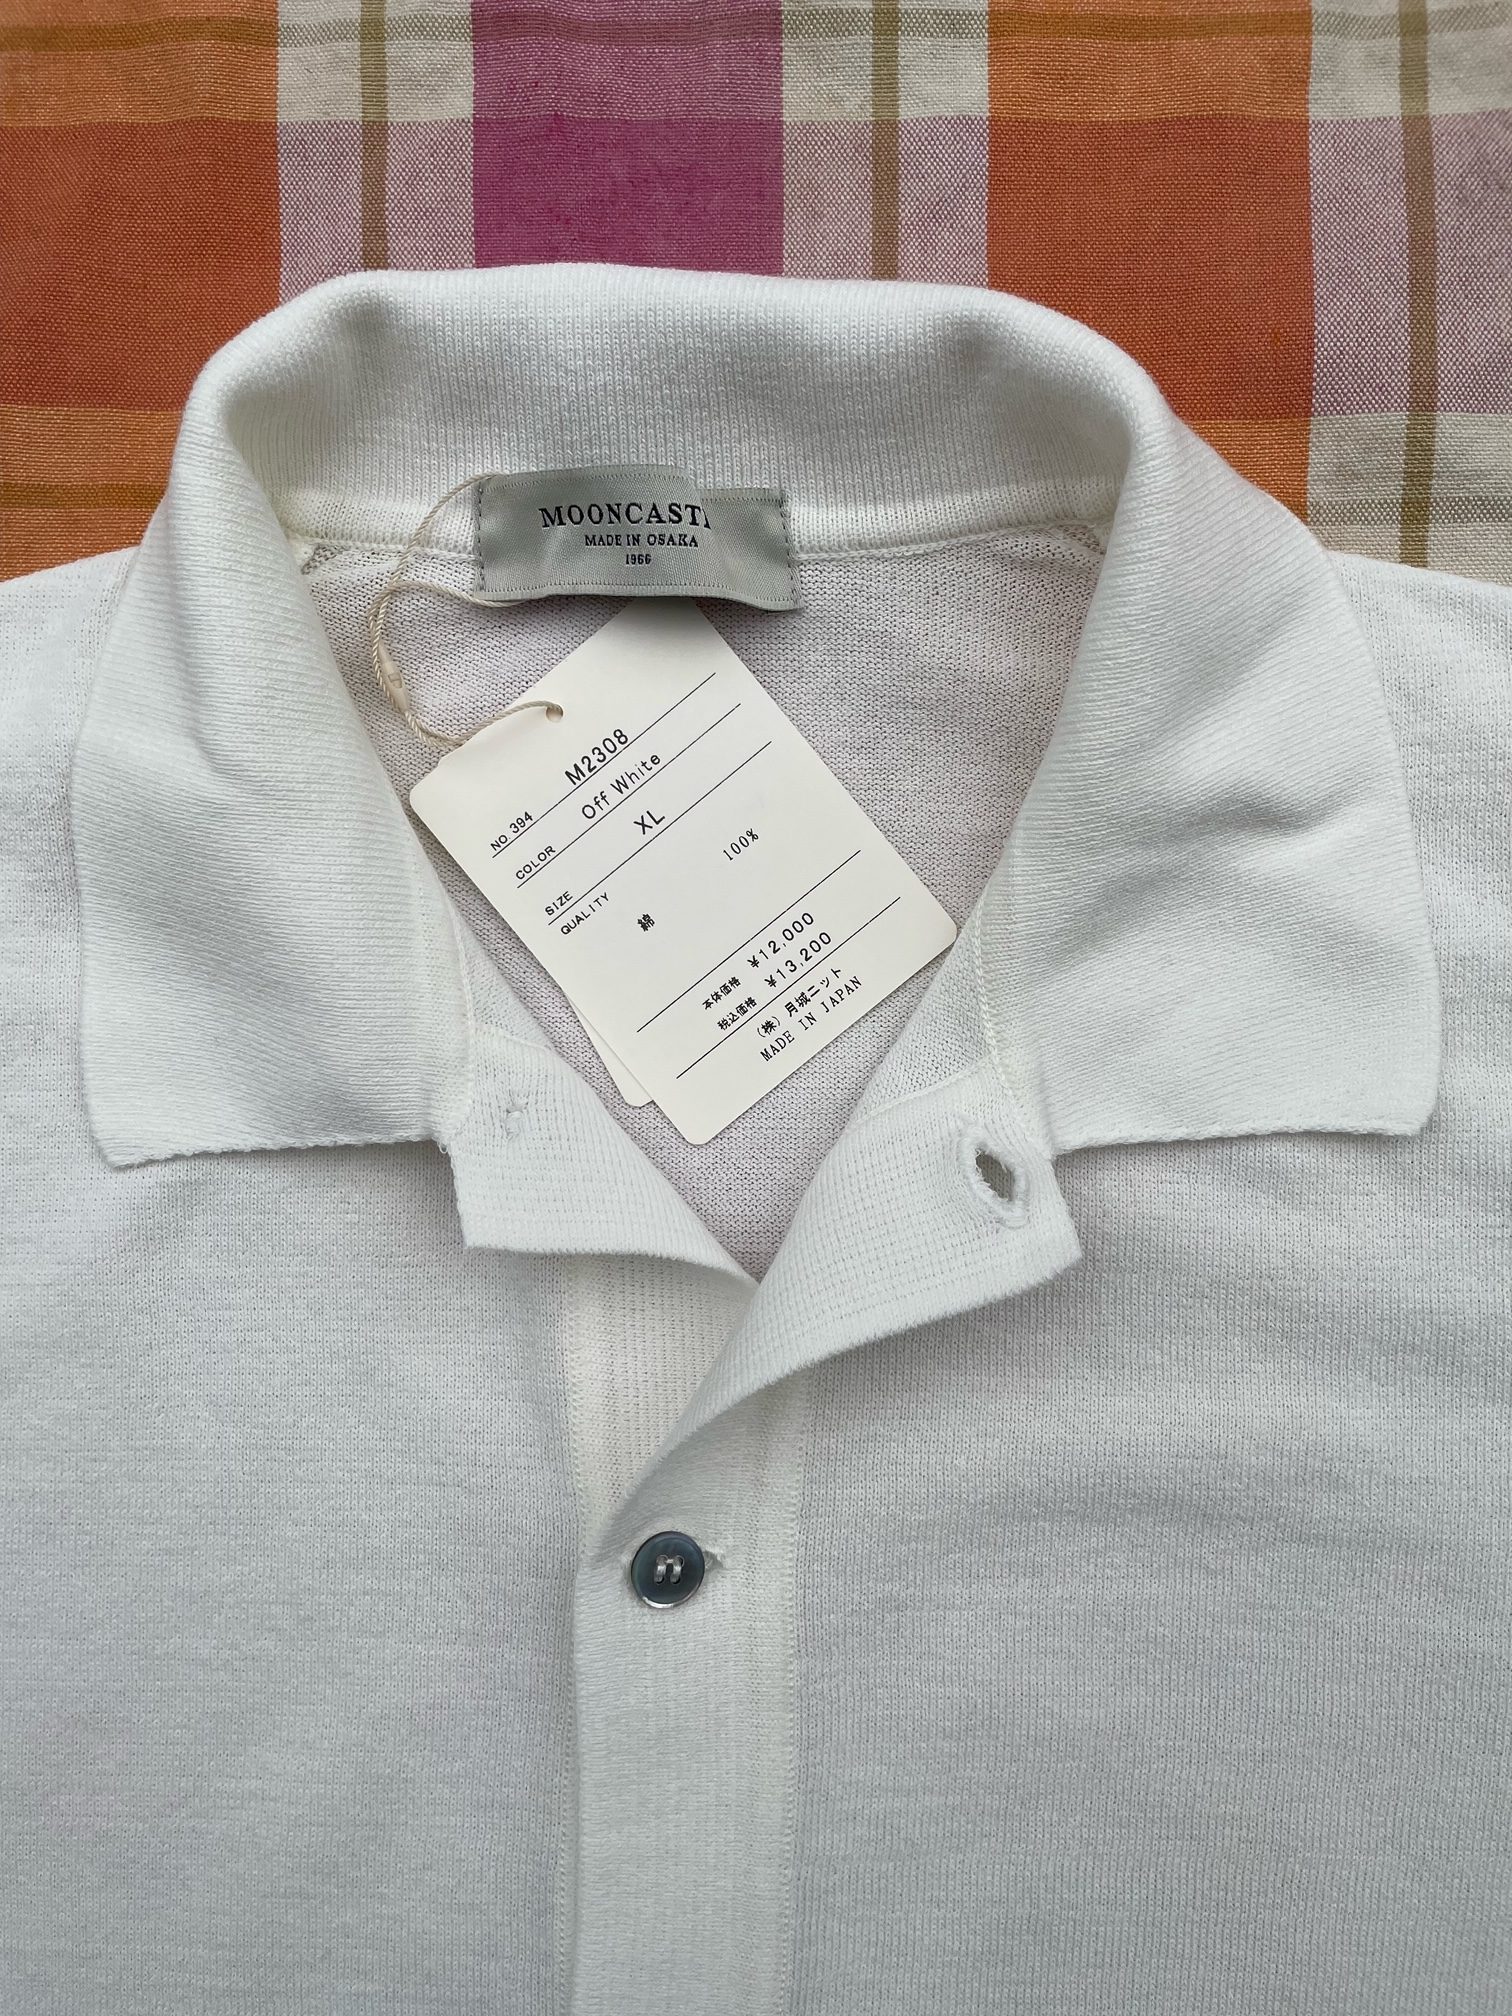 MOONCAST
MADE IN OSAKA
1966
NO. 394 M2308
COLOR Off White
SIZE XL
QUALITY
綿 100%
本体価格 ¥12,000
税込価格 ¥13,200
(株) 月城ニット
MADE IN JAPAN